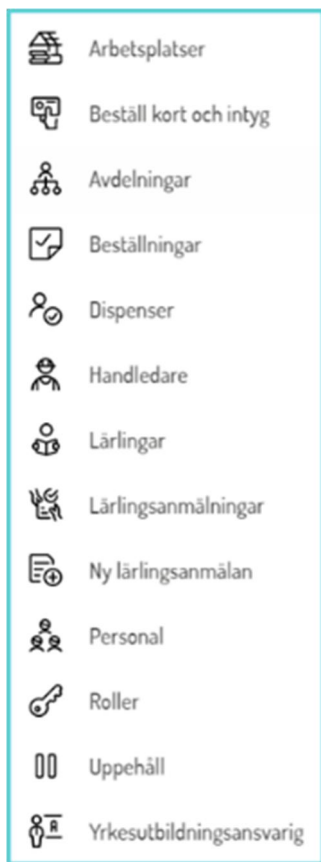 Arbetsplatser
Beställ kort och intyg
Avdelningar
Beställningar
Dispenser
Handledare
Lärlingar
Lärlingsanmälningar
Ny lärlingsanmälan
Personal
Roller
Uppehåll
Yrkesutbildningsansvarig